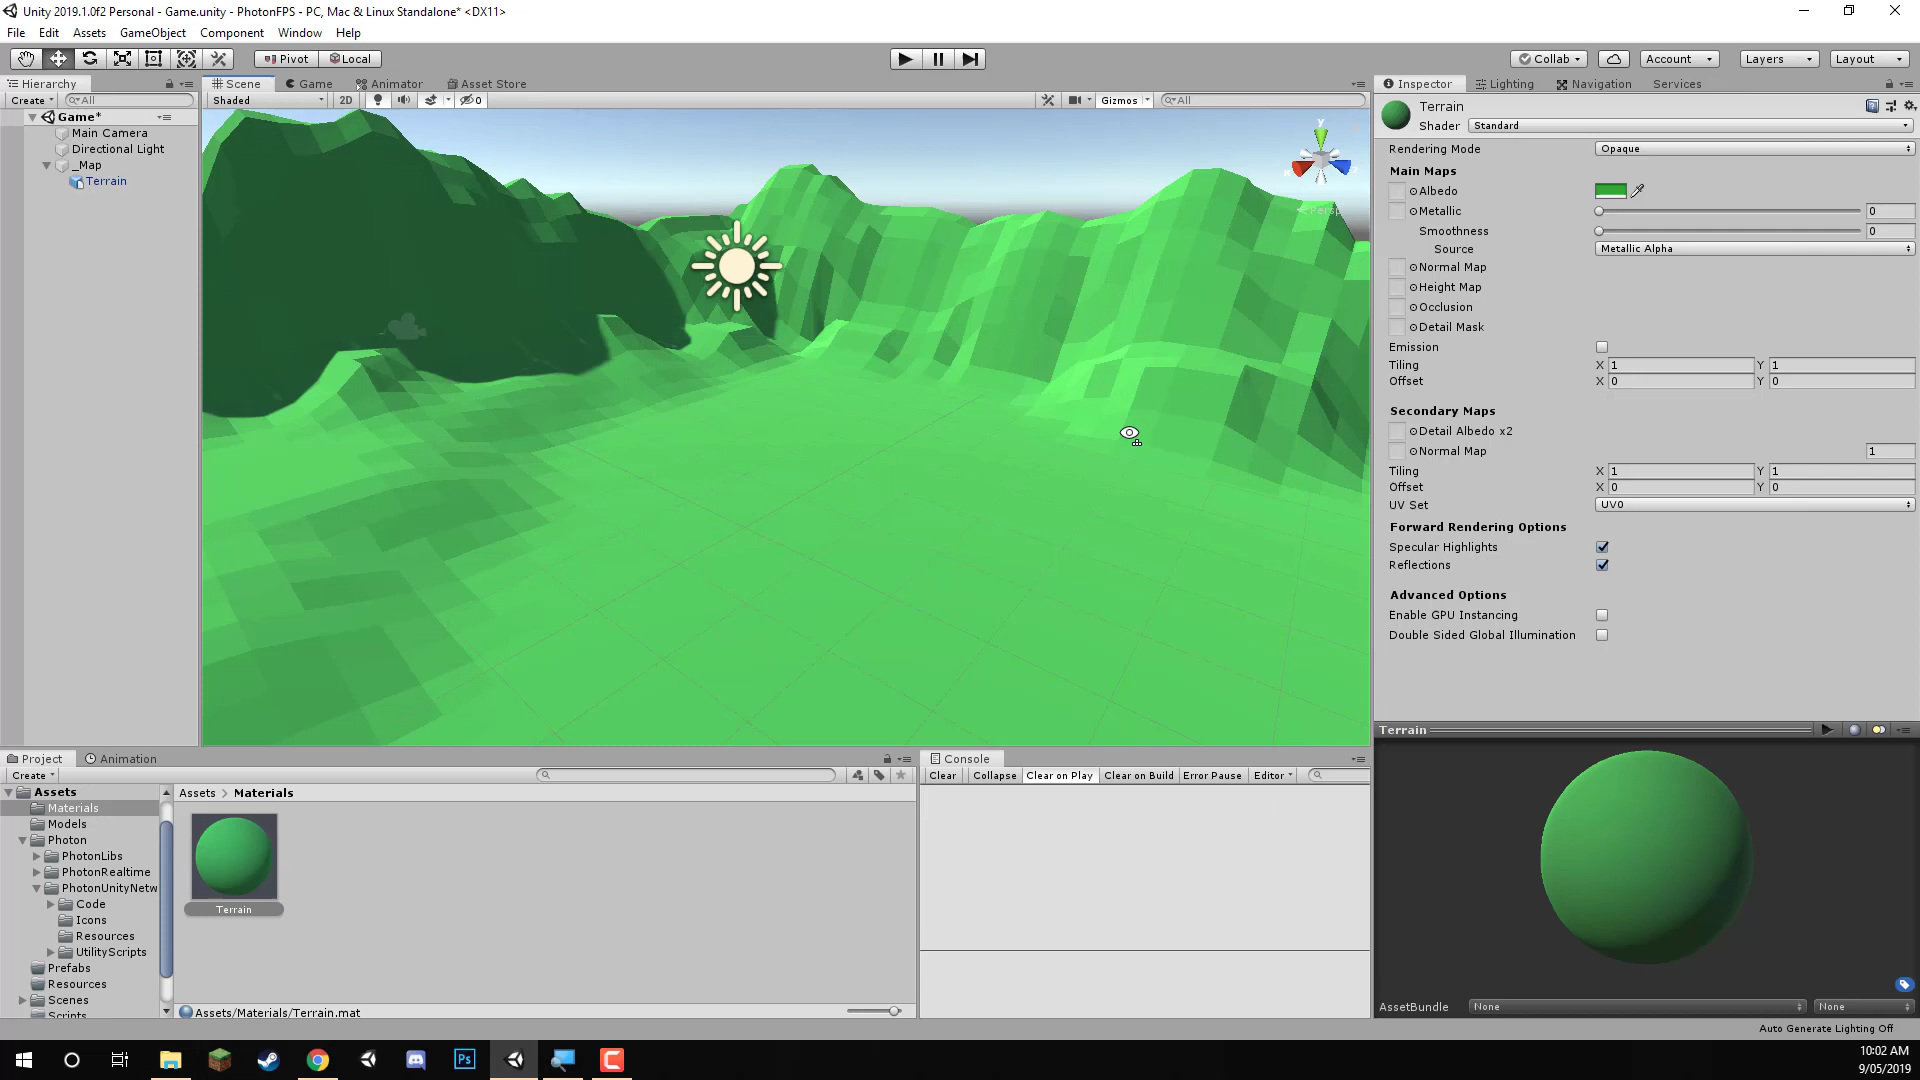 Unity 2019.1.0f2 Personal - Game.unity - PhotonFPS - PC, Mac & Linux Standalone* <DX11>
File Edit Assets GameObject Component Window Help
Pivot Local Collab Account Layers Layout
Hierarchy Scene Game Animator Asset Store Inspector Lighting Navigation Services
Create All Shaded 2D 0 Gizmos All
Game*
Main Camera
Directional Light
_Map
Terrain
y
Persp
Terrain
Shader Standard
Rendering Mode Opaque
Main Maps
Albedo
Metallic 0
Smoothness 0
Source Metallic Alpha
Normal Map
Height Map
Occlusion
Detail Mask
Emission
Tiling X 1 Y 1
Offset X 0 Y 0
Secondary Maps
Detail Albedo x2
Normal Map 1
Tiling X 1 Y 1
Offset X 0 Y 0
UV Set UV0
Forward Rendering Options
Specular Highlights
Reflections
Advanced Options
Enable GPU Instancing
Double Sided Global Illumination
Terrain
AssetBundle None None
Project Animation
Create
Assets
Materials
Models
Photon
PhotonLibs
PhotonRealtime
PhotonUnityNetw
Code
Icons
Resources
UtilityScripts
Prefabs
Resources
Scenes
Scripts
Assets > Materials
Terrain
Assets/Materials/Terrain.mat
Console
Clear Collapse Clear on Play Clear on Build Error Pause Editor
Auto Generate Lighting Off
Ps
10:02 AM
9/05/2019